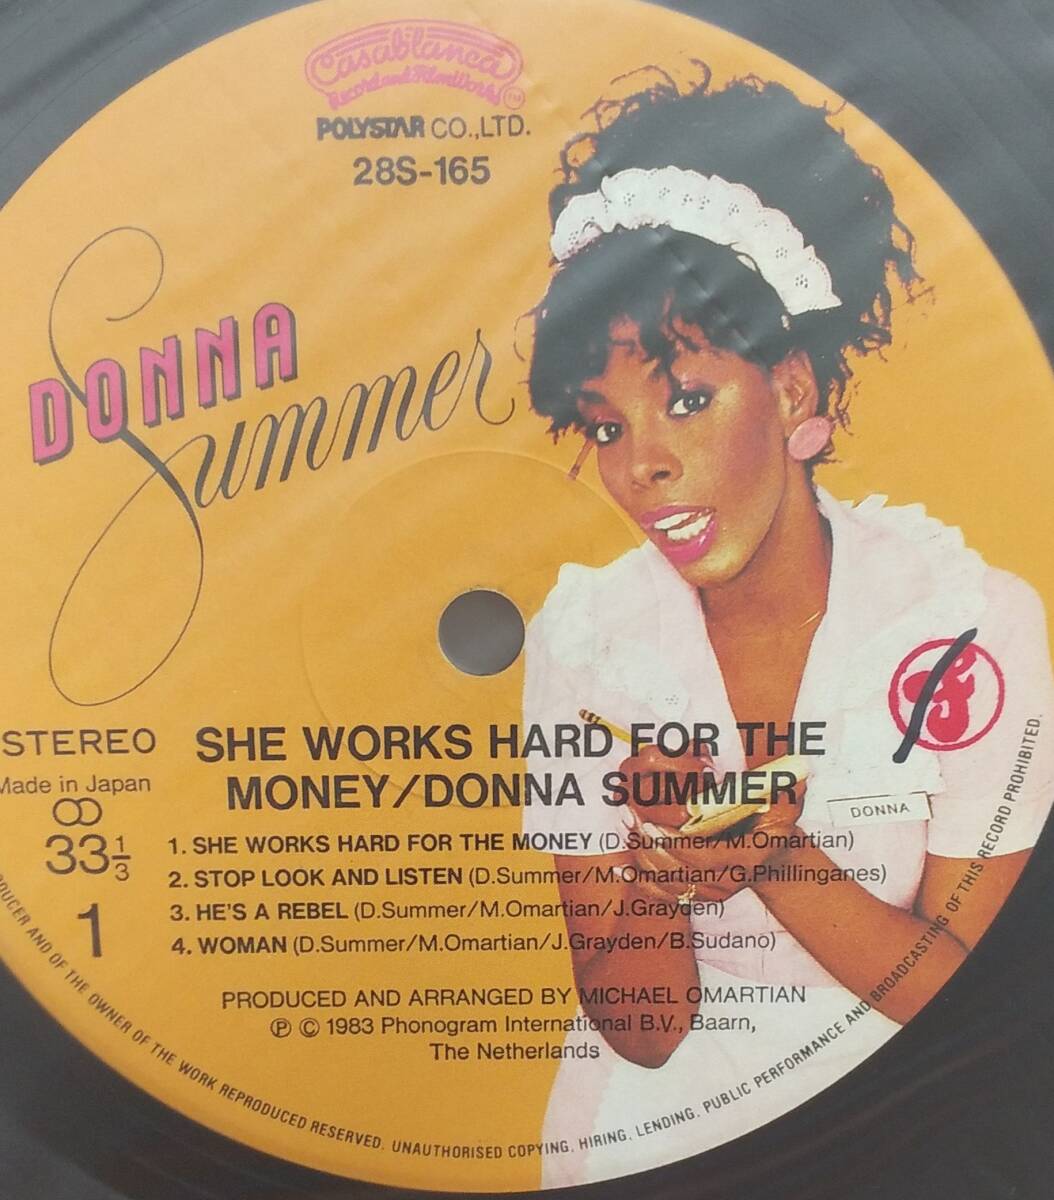 Casablanca
Record and FilmWorks TM
POLYSTAR CO.,LTD.
28S-165
DONNA
Summer
STEREO
Made in Japan
33 1/3
1
SHE WORKS HARD FOR THE
MONEY/DONNA SUMMER
1. SHE WORKS HARD FOR THE MONEY (D.Summer/M.Omartian)
2. STOP LOOK AND LISTEN (D.Summer/M.Omartian/G.Phillinganes)
3. HE'S A REBEL (D.Summer/M.Omartian/J.Grayden)
4. WOMAN (D.Summer/M.Omartian/J.Grayden/B.Sudano)
PRODUCED AND ARRANGED BY MICHAEL OMARTIAN
Ⓟ © 1983 Phonogram International B.V., Baarn,
The Netherlands
DONNA
AND OF THE OWNER OF THE WORK REPRODUCED RESERVED. UNAUTHORISED COPYING, HIRING, LENDING, PUBLIC PERFORMANCE AND BROADCASTING OF THIS RECORD PROHIBITED.